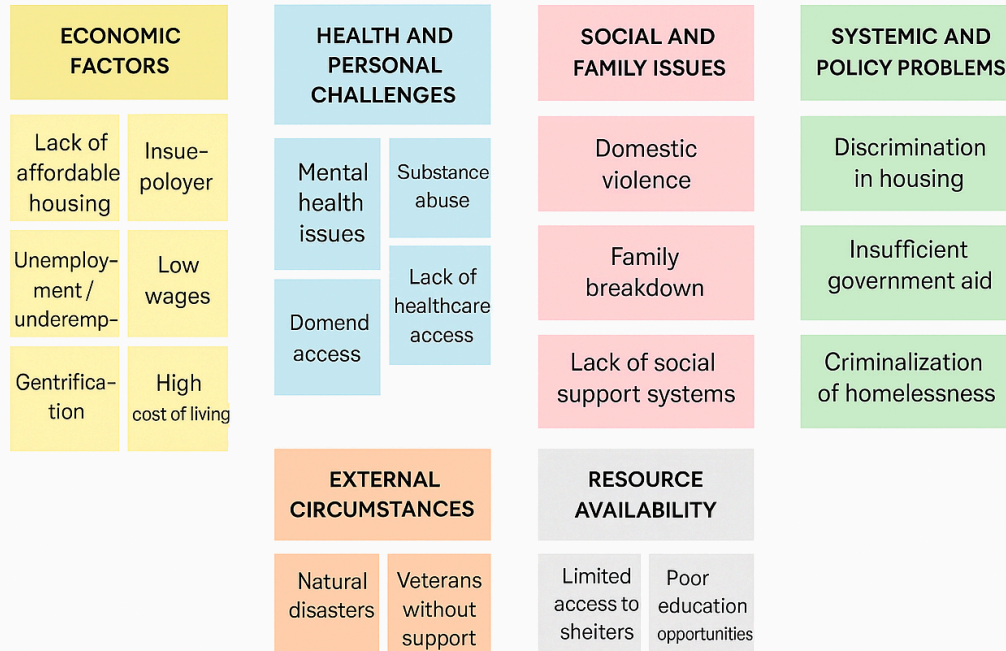 ECONOMIC
FACTORS
Lack of
affordable
housing
Insue-
poloyer
Unemploy-
ment /
underemp-
Low
wages
Gentrifica-
tion
High
cost of living
HEALTH AND
PERSONAL
CHALLENGES
Mental
health
issues
Substance
abuse
Domend
access
Lack of
healthcare
access
SOCIAL AND
FAMILY ISSUES
Domestic
violence
Family
breakdown
Lack of social
support systems
SYSTEMIC AND
POLICY PROBLEMS
Discrimination
in housing
Insufficient
government aid
Criminalization
of homelessness
EXTERNAL
CIRCUMSTANCES
Natural
disasters
Veterans
without
support
RESOURCE
AVAILABILITY
Limited
access to
sheiters
Poor
education
opportunities